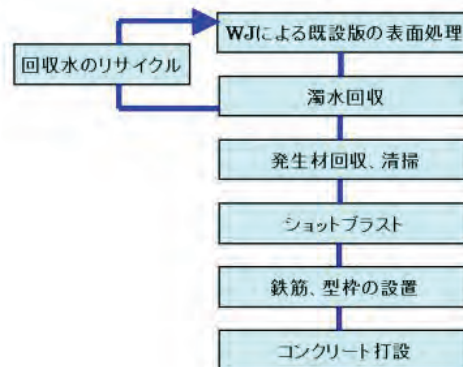 WJによる既設版の表面処理
回収水のリサイクル
濁水回収
発生材回収、清掃
ショットブラスト
鉄筋、型枠の設置
コンクリート打設